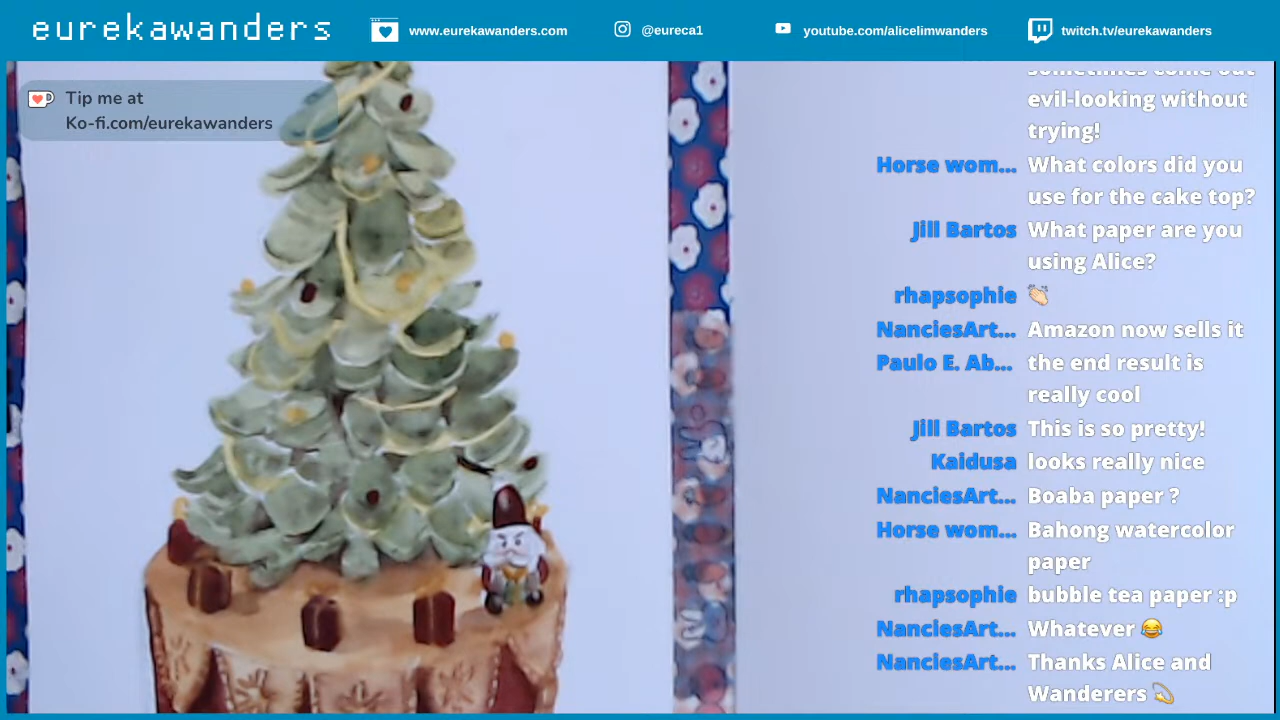 eurekawanders
www.eurekawanders.com
@eureca1
youtube.com/alicelimwanders
twitch.tv/eurekawanders
Tip me at
Ko-fi.com/eurekawanders
sometimes come out
evil-looking without
trying!
Horse wom... What colors did you
use for the cake top?
Jill Bartos What paper are you
using Alice?
rhapsophie 👏🏻
NanciesArt... Amazon now sells it
Paulo E. Ab... the end result is
really cool
Jill Bartos This is so pretty!
Kaidusa looks really nice
NanciesArt... Boaba paper ?
Horse wom... Bahong watercolor
paper
rhapsophie bubble tea paper :p
NanciesArt... Whatever 😂
NanciesArt... Thanks Alice and
Wanderers 💫